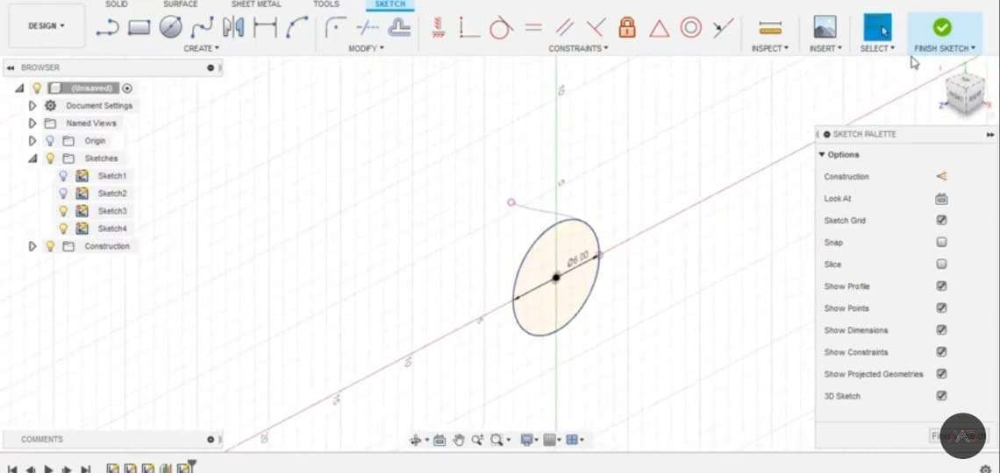 SOLID SURFACE SHEET METAL TOOLS SKETCH
DESIGN
CREATE MODIFY CONSTRAINTS INSPECT INSERT SELECT FINISH SKETCH
BROWSER
(Unsaved)
Document Settings
Named Views
Origin
Sketches
Sketch1
Sketch2
Sketch3
Sketch4
Construction
Ø6.00
SKETCH PALETTE
Options
Construction
Look At
Sketch Grid
Snap
Slice
Show Profile
Show Points
Show Dimensions
Show Constraints
Show Projected Geometries
3D Sketch
COMMENTS